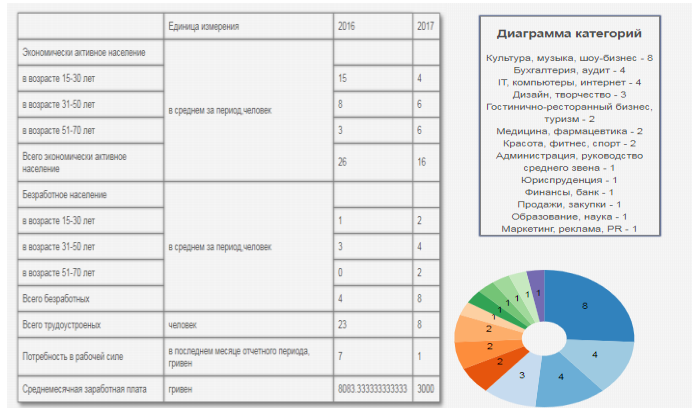 Единица измерения 2016 2017
Экономически активное население
в возрасте 15-30 лет 15 4
в возрасте 31-50 лет в среднем за период,человек 8 6
в возрасте 51-70 лет 3 6
Всего экономически активное
население 26 16
Безработное население
в возрасте 15-30 лет 1 2
в возрасте 31-50 лет в среднем за период,человек 3 4
в возрасте 51-70 лет 0 2
Всего безработных 4 8
Всего трудоустроеных человек 23 8
Потребность в рабочей силе в последнем месяце отчетного периода,
гривен 7 1
Среднемесячная заработная плата гривен 8083.333333333333 3000
Диаграмма категорий
Культура, музыка, шоу-бизнес - 8
Бухгалтерия, аудит - 4
IT, компьютеры, интернет - 4
Дизайн, творчество - 3
Гостинично-ресторанный бизнес,
туризм - 2
Медицина, фармацевтика - 2
Красота, фитнес, спорт - 2
Администрация, руководство
среднего звена - 1
Юриспруденция - 1
Финансы, банк - 1
Продажи, закупки - 1
Образование, наука - 1
Маркетинг, реклама, PR - 1
8
4
4
3
2
2
2
1
1
1
1
1
1